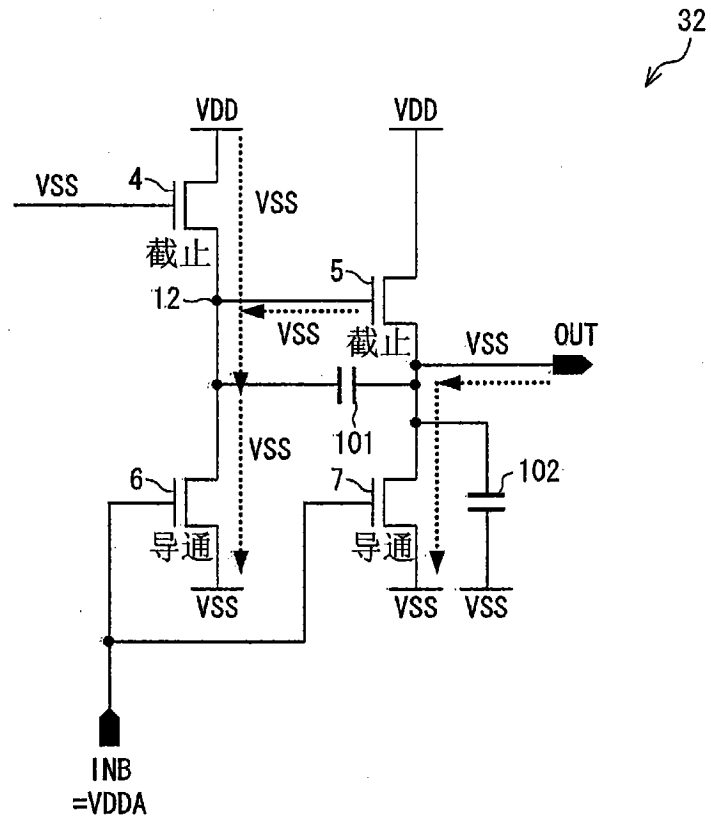 32
VDD
VDD
VSS
4
VSS
截止
5
12
VSS
截止
VSS
OUT
101
VSS
6
7
102
导通
导通
VSS
VSS
VSS
INB
=VDDA